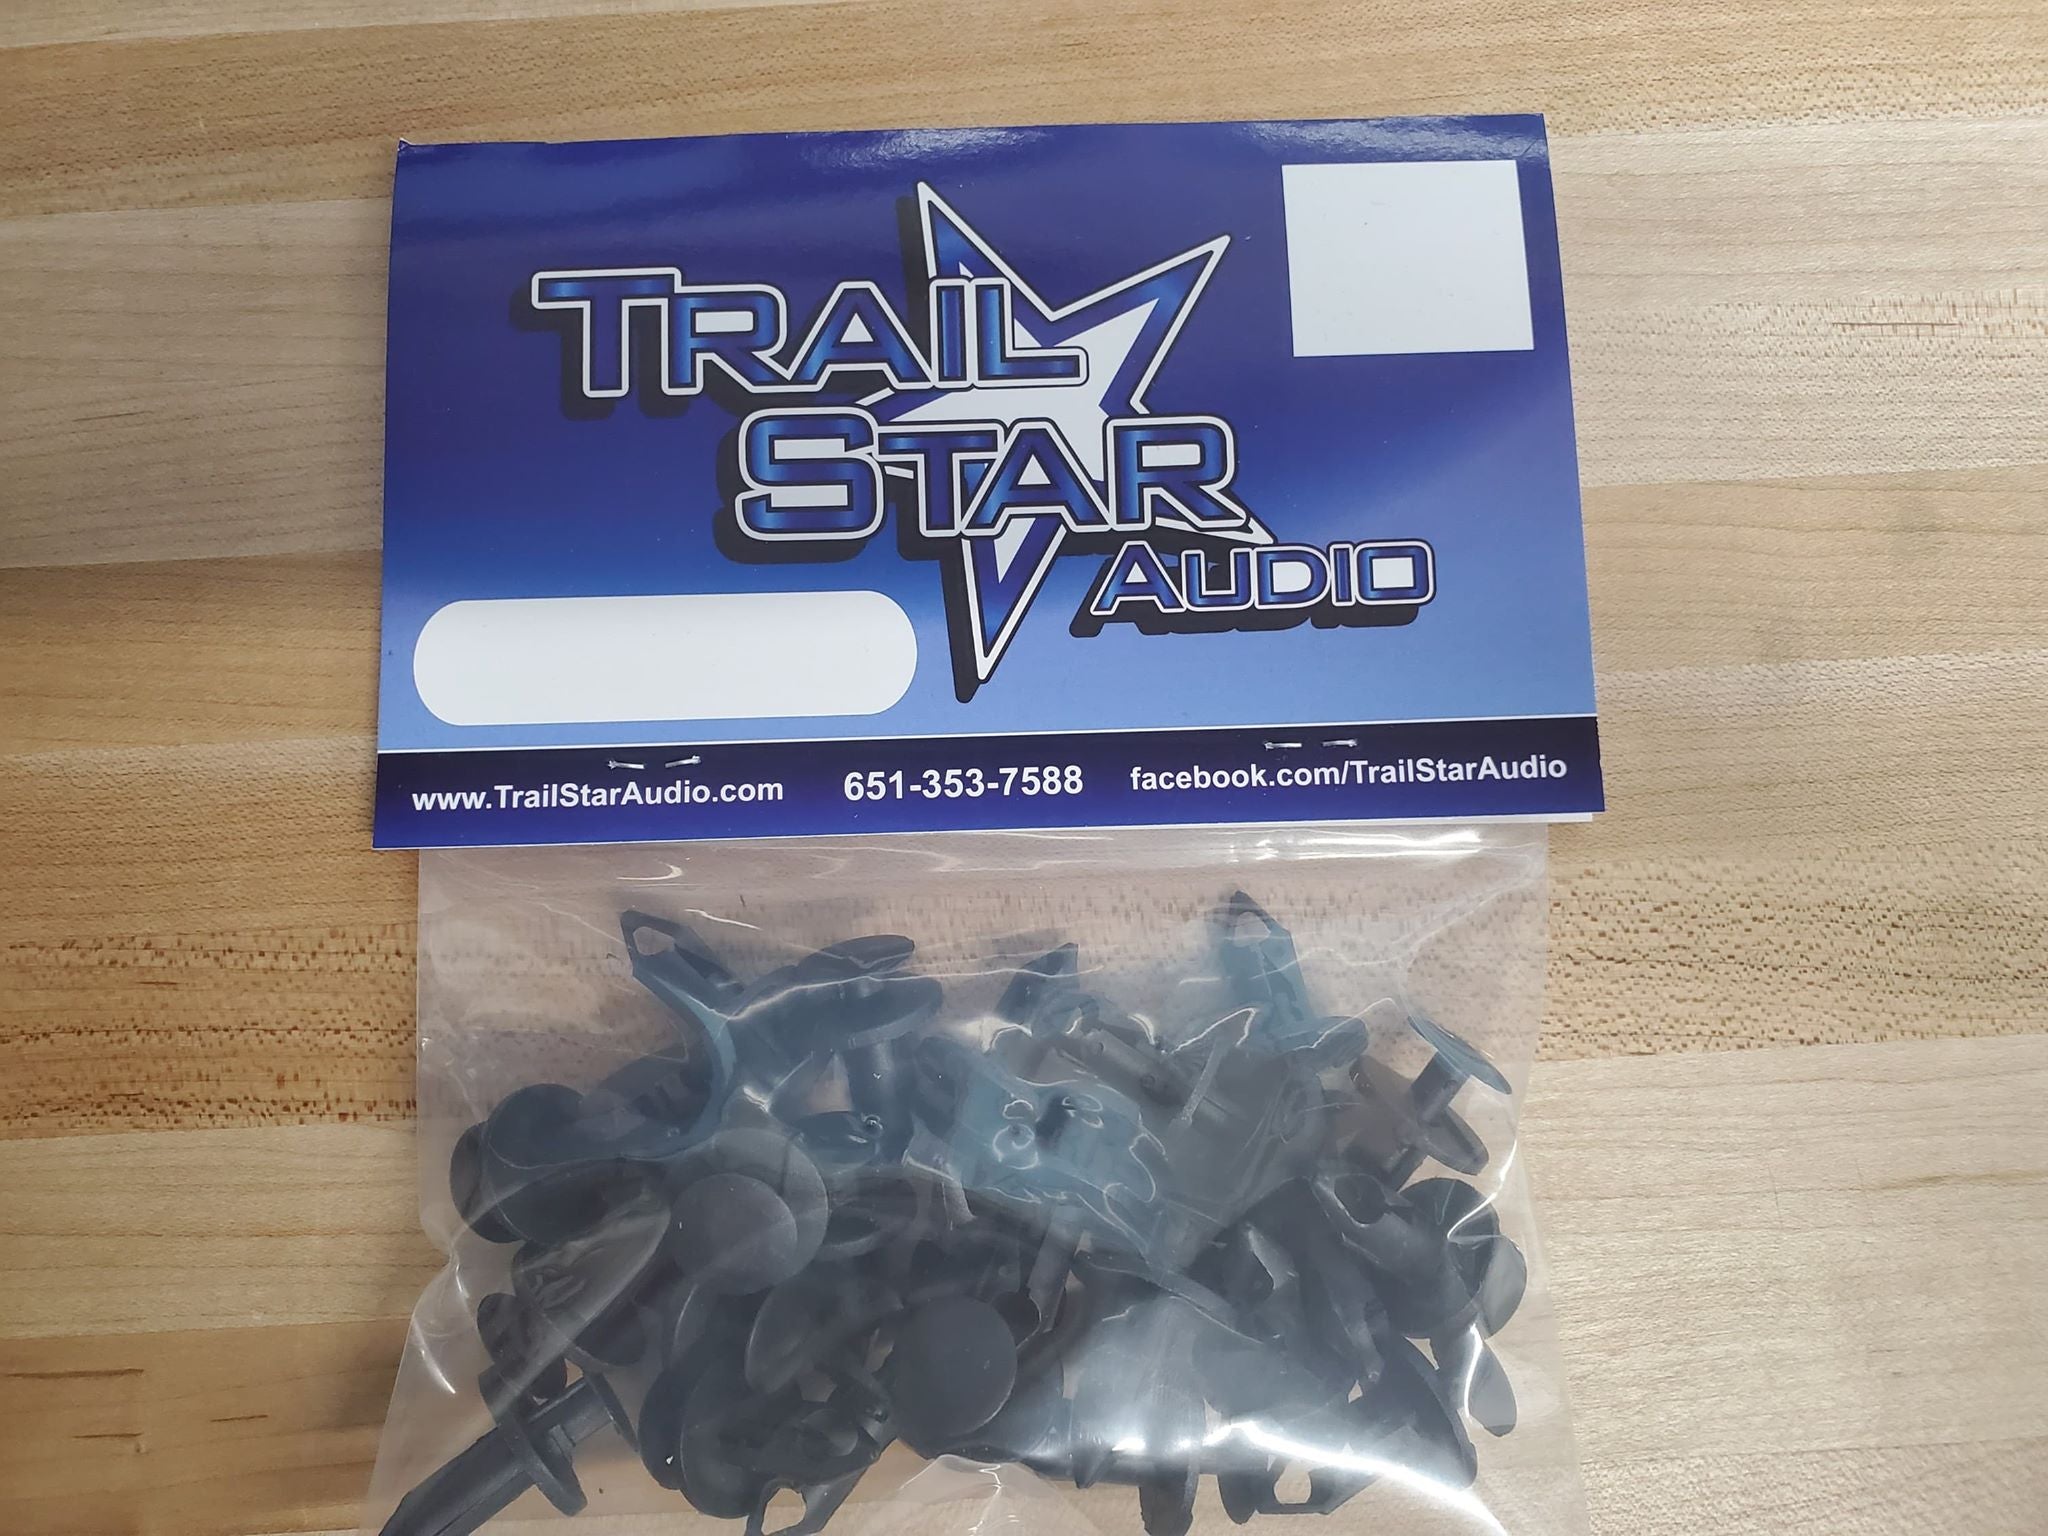 TRAIL
STAR
AUDIO
www.TrailStarAudio.com 651-353-7588 facebook.com/TrailStarAudio